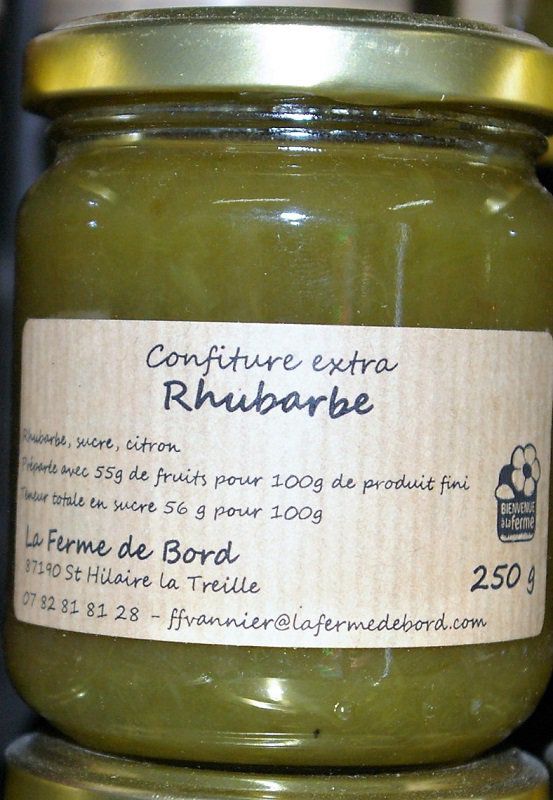 Confiture extra
Rhubarbe
Rhubarbe, sucre, citron
Préparée avec 55g de fruits pour 100g de produit fini
Teneur totale en sucre 56 g pour 100g
La Ferme de Bord
87190 St Hilaire la Treille
07 82 81 81 28 - ffvannier@lafermedebord.com
BIENVENUE
à la ferme
250 g